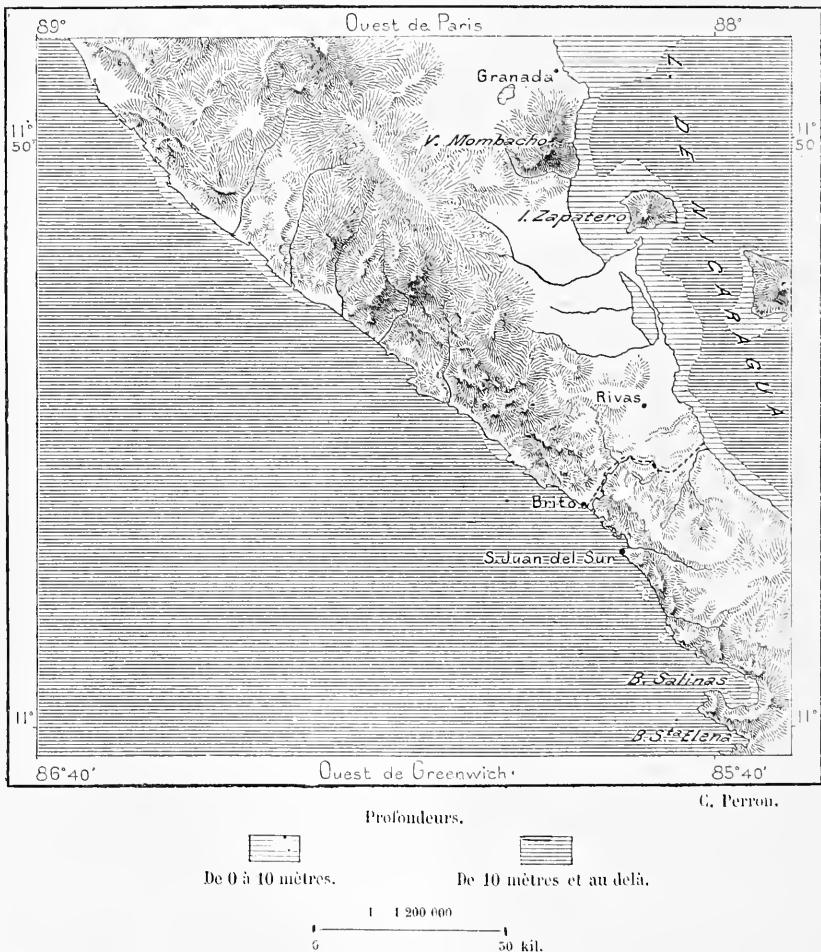 Ouest de Paris
89° 88°
Granada
11° 50' 11° 50'
V. Mombacho
I. Zapatero
L. DE NICARAGUA
Rivas
Brito
S. Juan-del-Sur
B. Salinas
11° 11°
B. Sta Elena
86°40' Ouest de Greenwich 85°40'
C. Perron.
Profondeurs.
De 0 à 10 mètres. De 10 mètres et au delà.
1 1 200 000
0 50 kil.